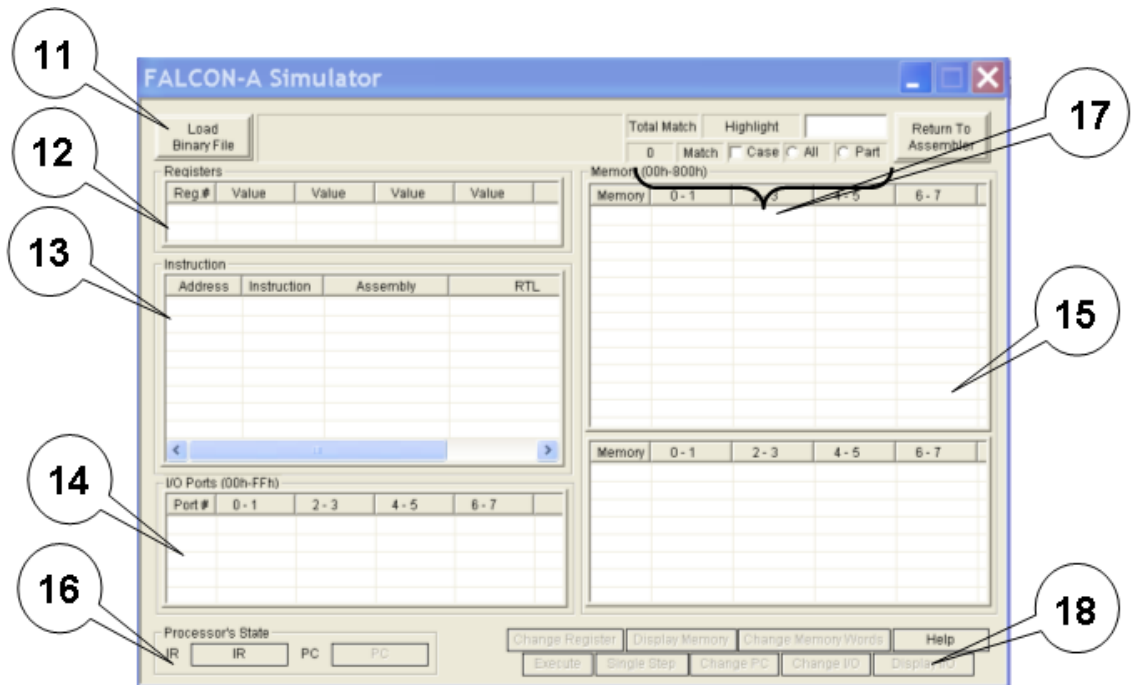 11
FALCON-A Simulator
17
Load
Binary File
Total Match Highlight
Return To
Assembler
0 Match Case All Part
12
Registers
Reg # Value Value Value Value
Memory (00h-800h)
Memory 0 - 1 2 - 3 4 - 5 6 - 7
13
Instruction
Address Instruction Assembly RTL
15
Memory 0 - 1 2 - 3 4 - 5 6 - 7
14
I/O Ports (00h-FFh)
Port # 0 - 1 2 - 3 4 - 5 6 - 7
16
18
Processor's State
IR IR PC PC
Change Register Display Memory Change Memory Words Help
Execute Single Step Change PC Change I/O Display I/O